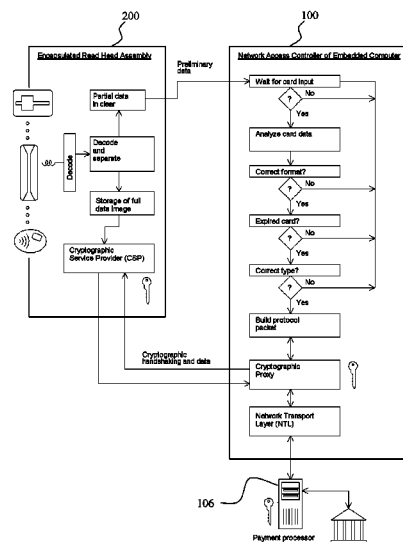 200
100
Encapsulated Read Head Assembly
Network Access Controller of Embedded Computer
Preliminary
data
Partial data
in clear
Decode
Decode
and
separate
Storage of full
data image
Cryptographic
Service Provider (CSP)
Wait for card input
?
No
Yes
Analyze card data
Correct format?
?
No
Yes
Expired card?
?
No
Yes
Correct type?
?
No
Yes
Build protocol
packet
Cryptographic
handshaking and data
Cryptographic
Proxy
Network Transport
Layer (NTL)
106
Payment processor